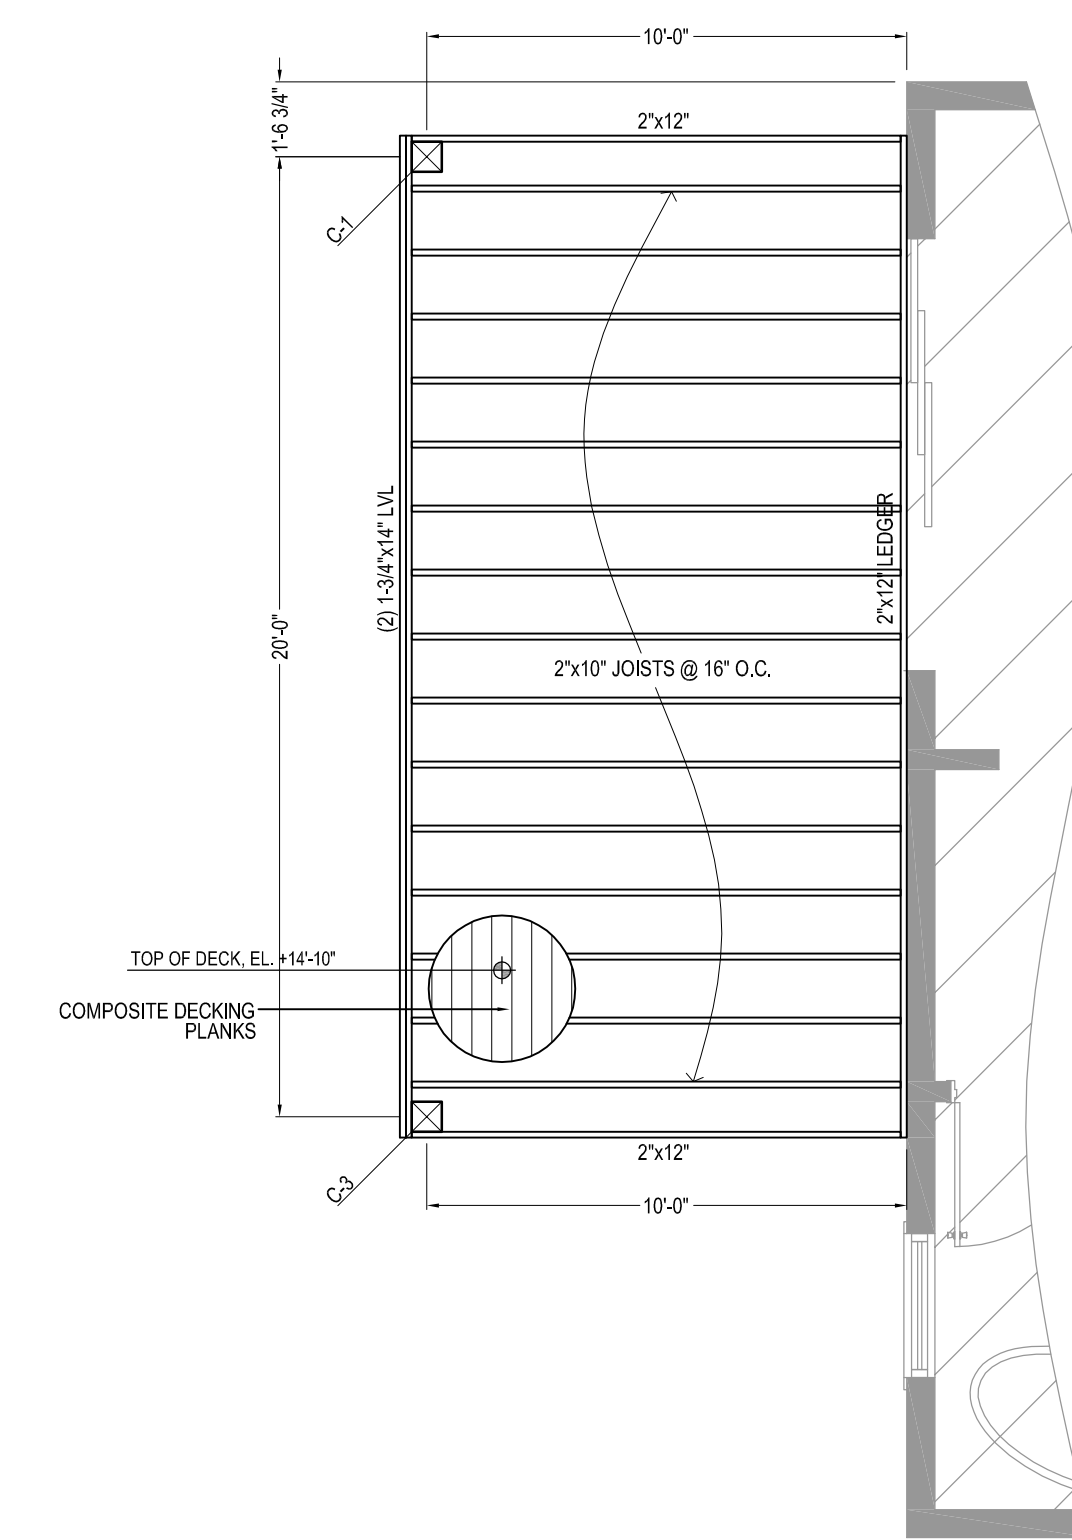 10'-0"
1'-6 3/4"
2"x12"
C-1
(2) 1-3/4"x14" LVL
2"x12" LEDGER
20'-0"
2"x10" JOISTS @ 16" O.C.
TOP OF DECK, EL. +14'-10"
COMPOSITE DECKING
PLANKS
2"x12"
C-3
10'-0"